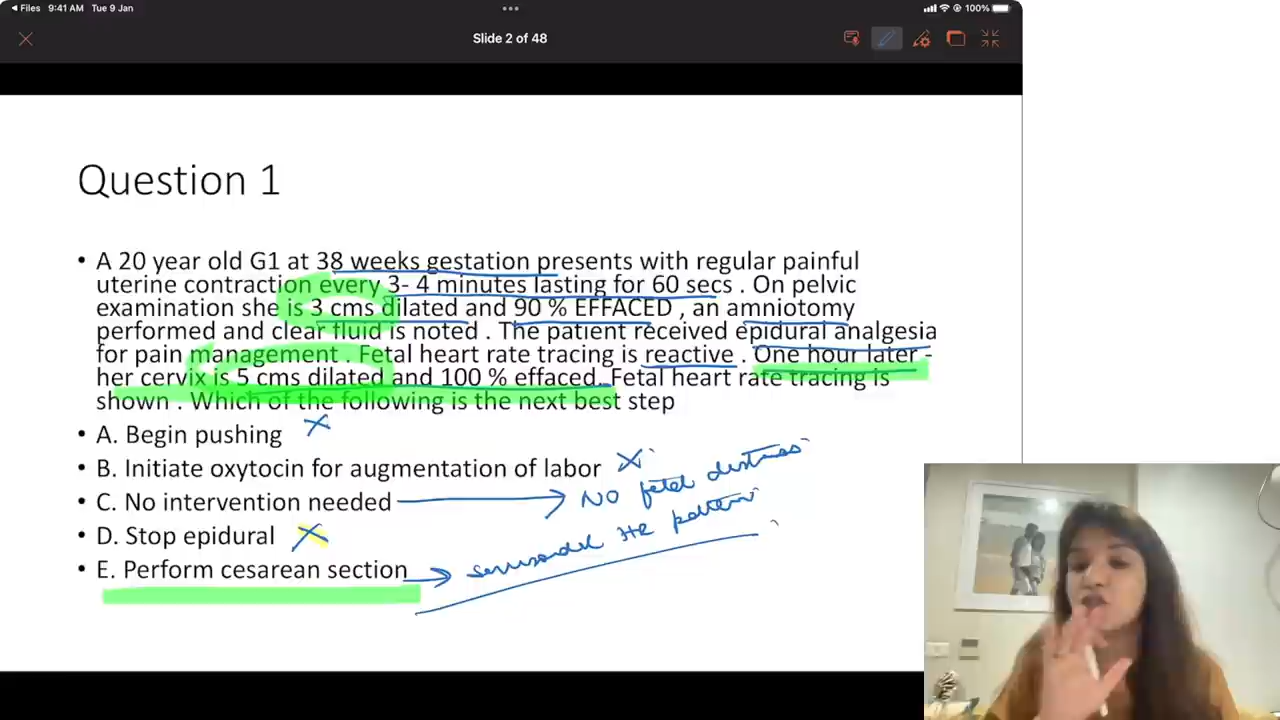 Files 9:41 AM Tue 9 Jan
100%
Slide 2 of 48
Question 1
• A 20 year old G1 at 38 weeks gestation presents with regular painful
uterine contraction every 3- 4 minutes lasting for 60 secs . On pelvic
examination she is 3 cms dilated and 90 % EFFACED , an amniotomy
performed and clear fluid is noted . The patient received epidural analgesia
for pain management . Fetal heart rate tracing is reactive . One hour later -
her cervix is 5 cms dilated and 100 % effaced. Fetal heart rate tracing is
shown . Which of the following is the next best step
• A. Begin pushing
• B. Initiate oxytocin for augmentation of labor
• C. No intervention needed
NO fetal distress
• D. Stop epidural
HR pattern
• E. Perform cesarean section